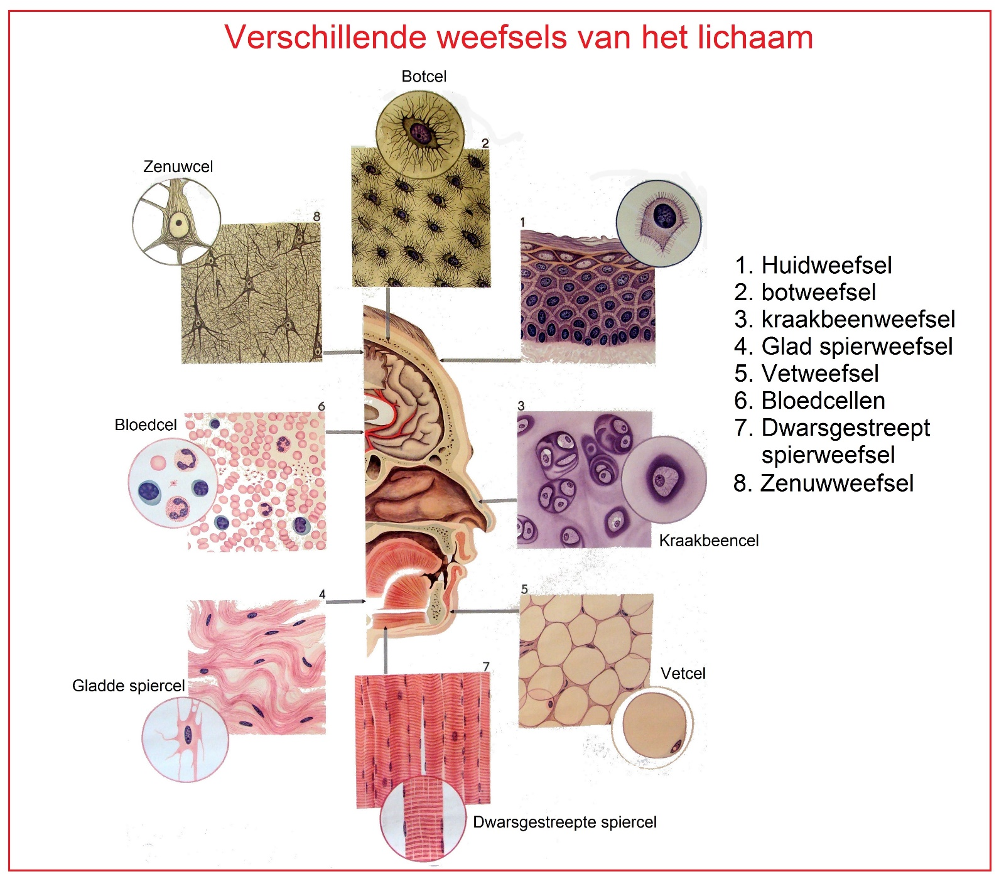 Verschillende weefsels van het lichaam
Botcel
2
Zenuwcel
8
1
1. Huidweefsel
2. botweefsel
3. kraakbeenweefsel
4. Glad spierweefsel
5. Vetweefsel
6. Bloedcellen
7. Dwarsgestreept
spierweefsel
8. Zenuwweefsel
6
Bloedcel
3
Kraakbeencel
4
5
Gladde spiercel
7
Vetcel
Dwarsgestreepte spiercel